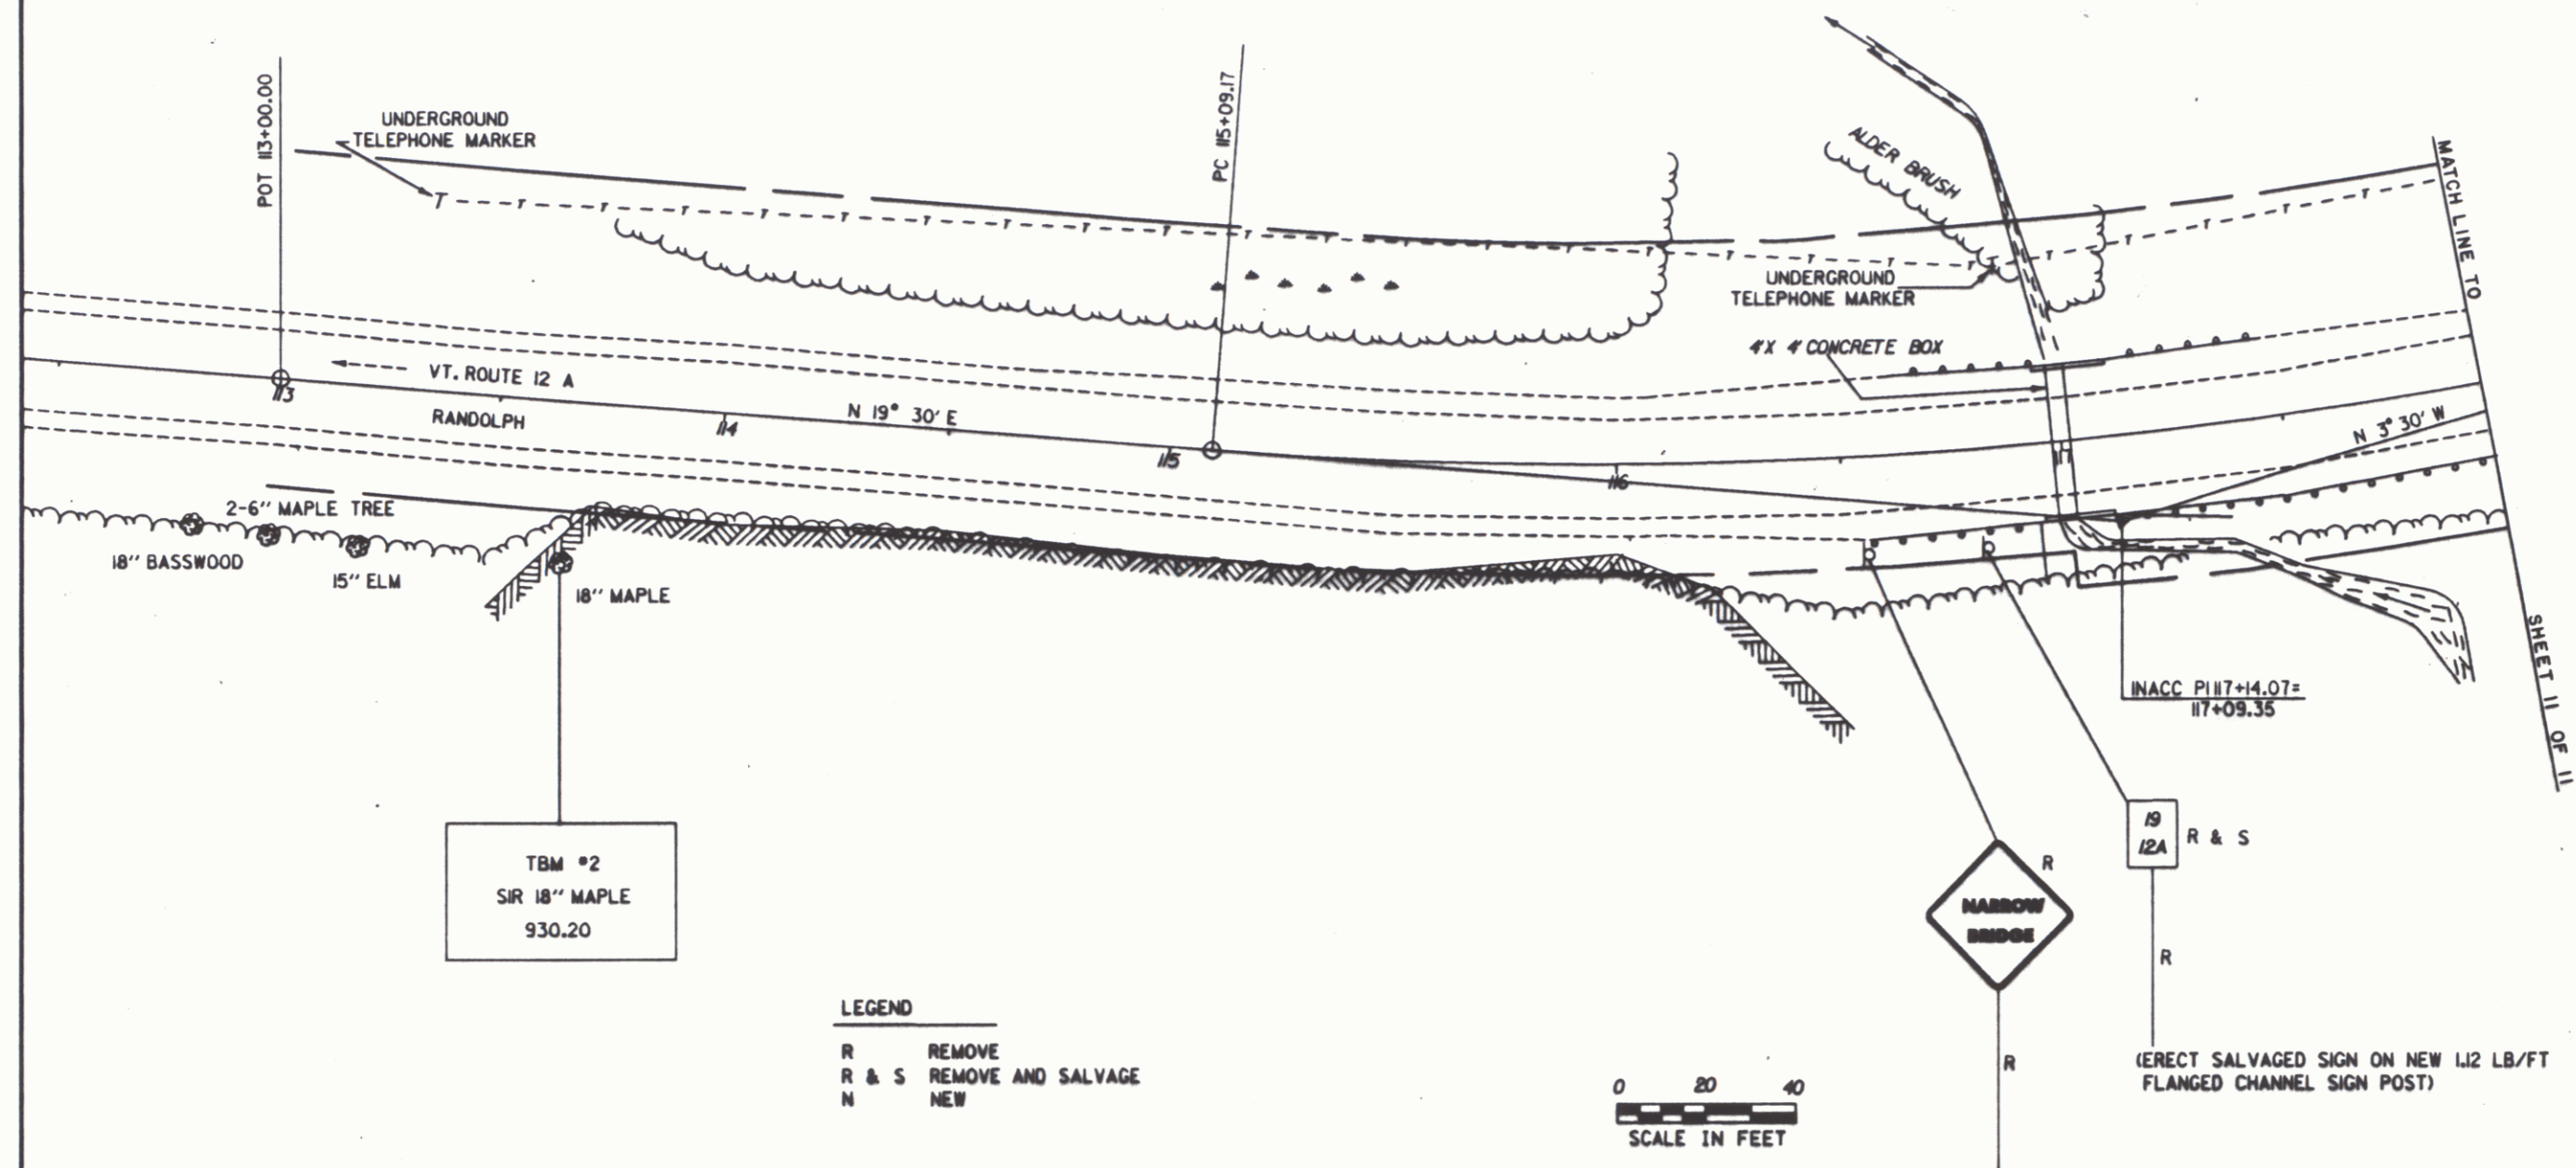 POT 113+00.00
UNDERGROUND
TELEPHONE MARKER
T
PC 115+09.17
ALDER BRUSH
MATCH LINE TO
SHEET 11 OF 11
UNDERGROUND
TELEPHONE MARKER
4'X 4' CONCRETE BOX
VT. ROUTE 12 A
RANDOLPH
113
114
N 19° 30' E
115
116
117
N 3° 30' W
2-6" MAPLE TREE
18" BASSWOOD
15" ELM
18" MAPLE
INACC PI 117+14.07=
117+09.35
TBM #2
SIR 18" MAPLE
930.20
19
12A
R & S
R
NARROW
BRIDGE
R
R
(ERECT SALVAGED SIGN ON NEW 1.12 LB/FT
FLANGED CHANNEL SIGN POST)
LEGEND
R REMOVE
R & S REMOVE AND SALVAGE
N NEW
0 20 40
SCALE IN FEET